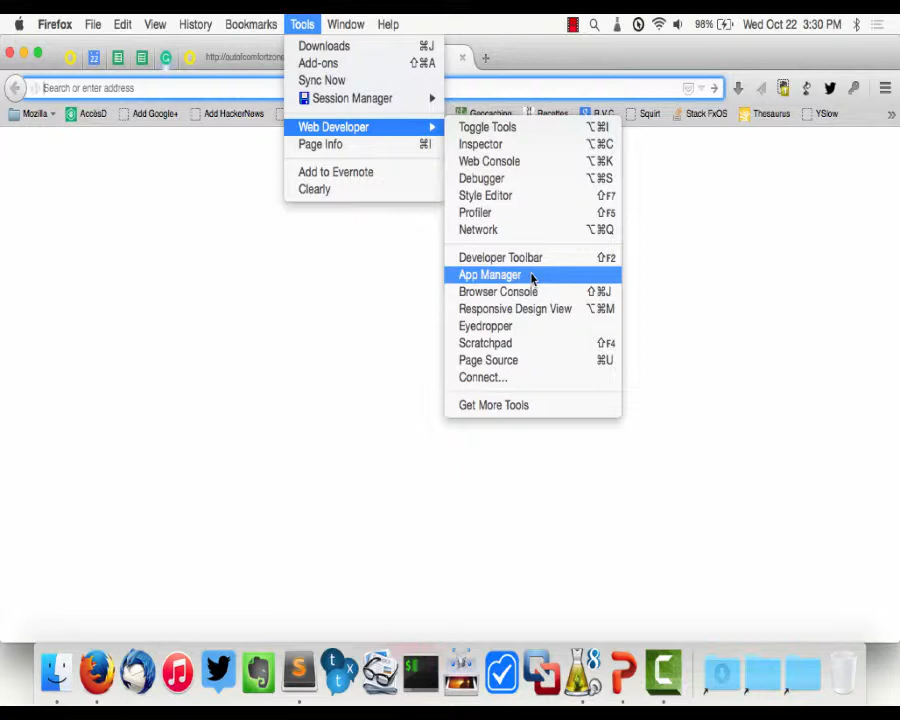 Firefox File Edit View History Bookmarks Tools Window Help 98% Wed Oct 22 3:30 PM
22
Search or enter address
Mozilla AccèsD Add Google+ Add HackerNews Geocaching Recettes B.V.C Squirt Stack FxOS Thesaurus YSlow
Downloads ⌘J
Add-ons ⇧⌘A
Sync Now
Session Manager
Web Developer
Page Info ⌘I
Add to Evernote
Clearly
Toggle Tools ⌥⌘I
Inspector ⌥⌘C
Web Console ⌥⌘K
Debugger ⌥⌘S
Style Editor ⇧F7
Profiler ⇧F5
Network ⌥⌘Q
Developer Toolbar ⇧F2
App Manager
Browser Console ⇧⌘J
Responsive Design View ⌥⌘M
Eyedropper
Scratchpad ⇧F4
Page Source ⌘U
Connect...
Get More Tools